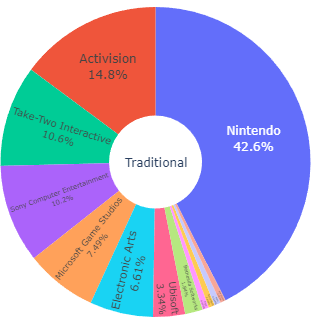 Activision
14.8%
Nintendo
42.6%
Take-Two Interactive
10.6%
Traditional
Sony Computer Entertainment
10.2%
Microsoft Game Studios
7.49%
Electronic Arts
6.61%
Ubisoft
3.34%